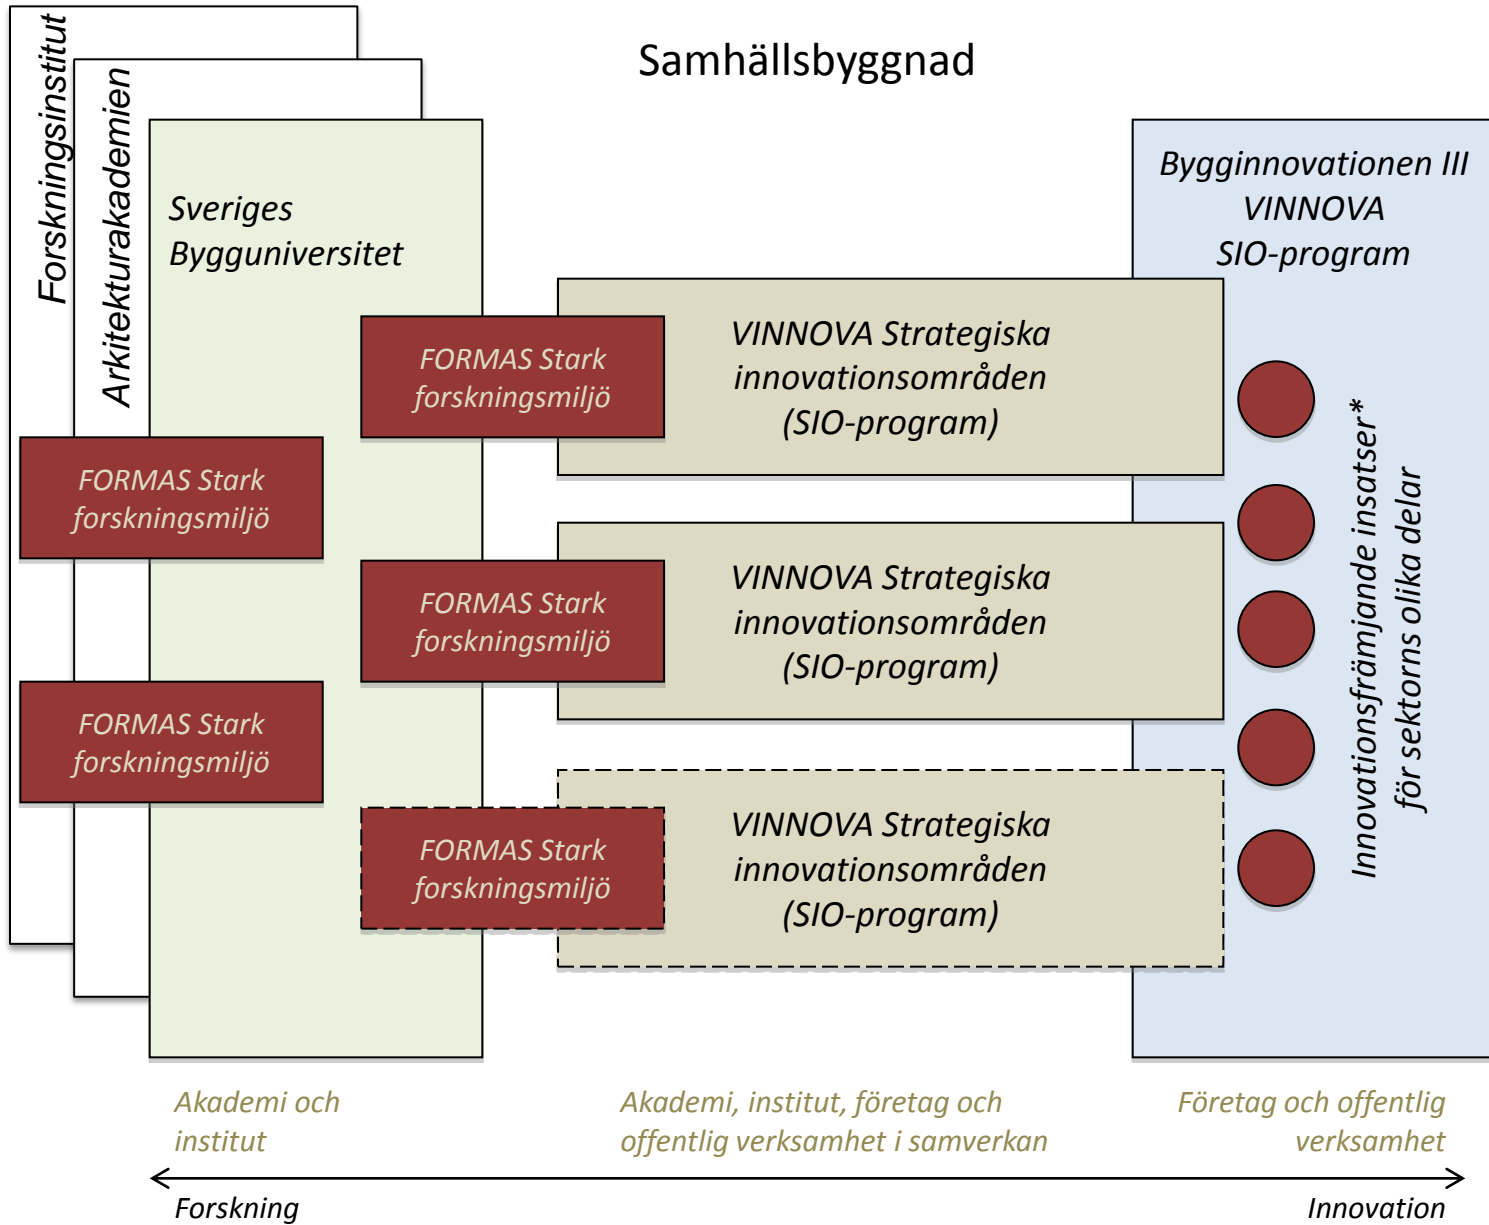 Samhällsbyggnad
Forskningsinstitut
Arkitekturakademien
Sveriges
Bygguniversitet
Bygginnovationen III
VINNOVA
SIO-program
FORMAS Stark
forskningsmiljö
VINNOVA Strategiska
innovationsområden
(SIO-program)
FORMAS Stark
forskningsmiljö
FORMAS Stark
forskningsmiljö
VINNOVA Strategiska
innovationsområden
(SIO-program)
FORMAS Stark
forskningsmiljö
FORMAS Stark
forskningsmiljö
VINNOVA Strategiska
innovationsområden
(SIO-program)
Innovationsfrämjande insatser*
för sektorns olika delar
Akademi och
institut
Akademi, institut, företag och
offentlig verksamhet i samverkan
Företag och offentlig
verksamhet
Forskning
Innovation